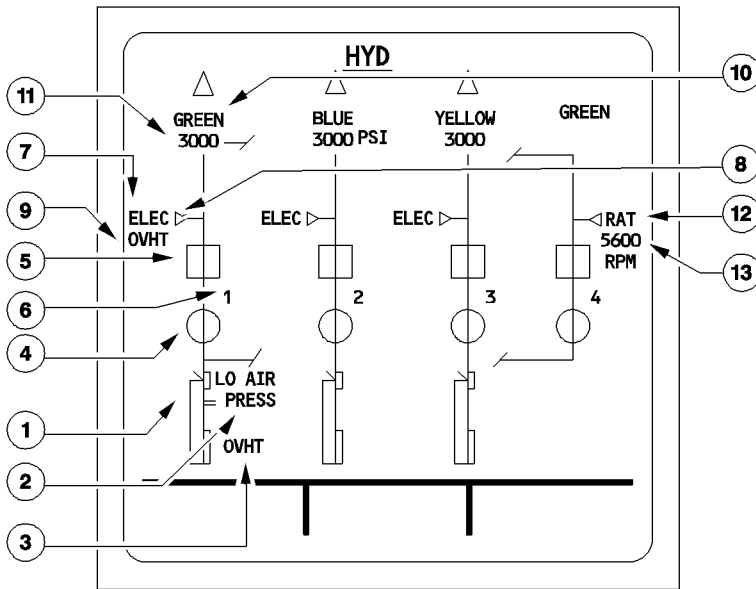 HYD
10
11
GREEN
3000
BLUE
3000 PSI
YELLOW
3000
GREEN
7
8
9
ELEC
OVHT
ELEC
ELEC
RAT
5600
RPM
12
5
13
6
1
2
3
4
4
1
LO AIR
PRESS
2
OVHT
3